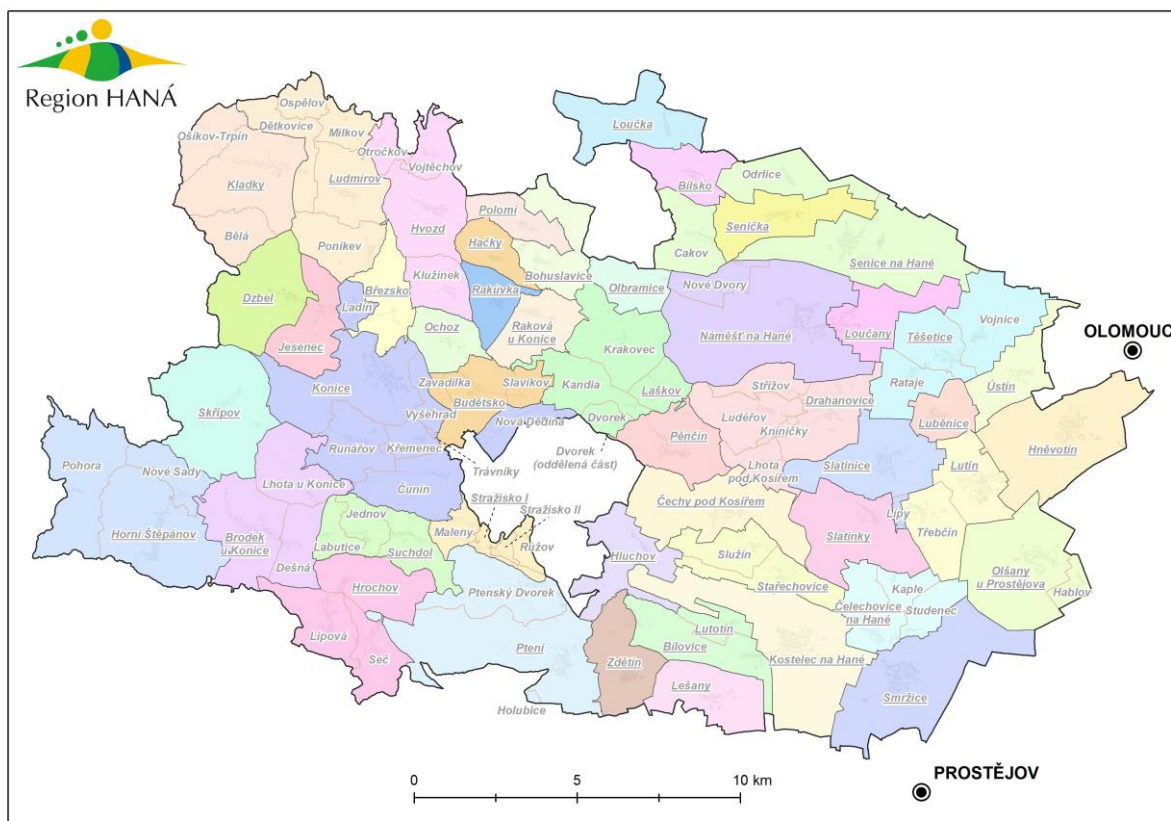 Region HANÁ
Ospělov
Dětkovice
Milkov
Ošíkov-Trpín
Otročkov
Vojtěchov
Kladky
Ludmírov
Bělá
Ponikev
Hvozd
Polomí
Hačky
Loučka
Bílsko
Odrlice
Senička
Cakov
Senice na Hané
Klužínek
Rakůvka
Bohuslavice
Olbramice
Nové Dvory
Dzbel
Březsko
Ladín
Jesenec
Ochoz
Raková
u Konice
Krakovec
Náměšť na Hané
Loučany
Těšetice
Vojnice
OLOMOUC
Konice
Zavadilka
Slavíkov
Kandia
Laškov
Střížov
Rataje
Ústín
Skřípov
Budětsko
Vyšehrad
Nová Dědina
Dvorek
Ludéřov
Drahanovice
Kníničky
Luběnice
Pěnčín
Runářov
Křemeneč
Dvorek
(oddělená část)
Hněvotín
Pohora
Nové Sady
Lhota u Konice
Trávníky
Lhota
pod Kosířem
Slatinice
Lutín
Čunín
Stražisko I
Stražisko II
Čechy pod Kosířem
Jednov
Lípy
Třebčín
Horní Štěpánov
Brodek
u Konice
Labutice
Suchdol
Maleny
Růžov
Hluchov
Služín
Slatinky
Dešná
Hrochov
Ptenský Dvorek
Stařechovice
Kaple
Studenec
Čelechovice
na Hané
Olšany
u Prostějova
Hablov
Lipová
Seč
Ptení
Lutotín
Bílovice
Zdětín
Kostelec na Hané
Lešany
Smržice
Holubice
0 5 10 km
PROSTĚJOV